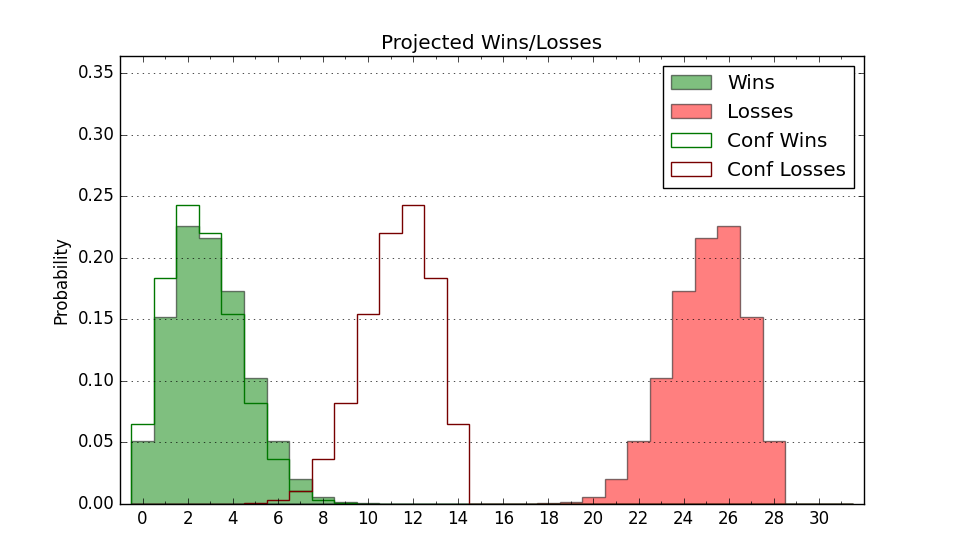 Projected Wins/Losses
Wins
Losses
Conf Wins
Conf Losses
Probability
0.35
0.30
0.25
0.20
0.15
0.10
0.05
0.00
0 2 4 6 8 10 12 14 16 18 20 22 24 26 28 30